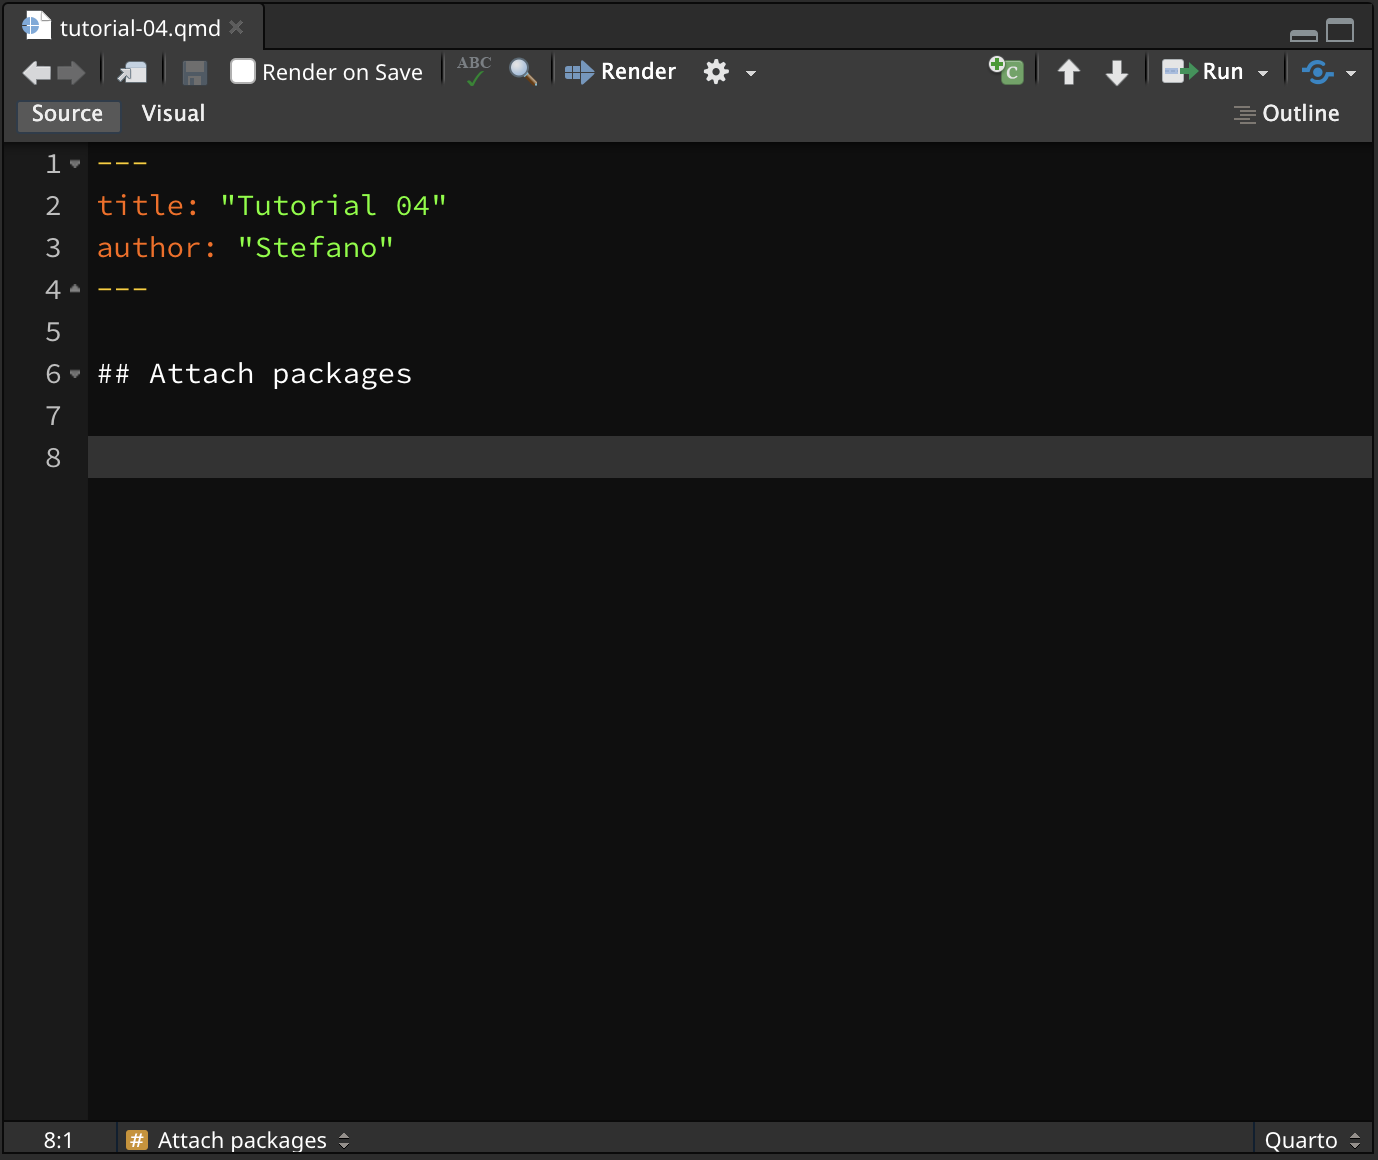 tutorial-04.qmd
Render on Save ABC Render C Run
Source Visual Outline
1 ---
2 title: "Tutorial 04"
3 author: "Stefano"
4 ---
5
6 ## Attach packages
7
8
8:1 # Attach packages Quarto